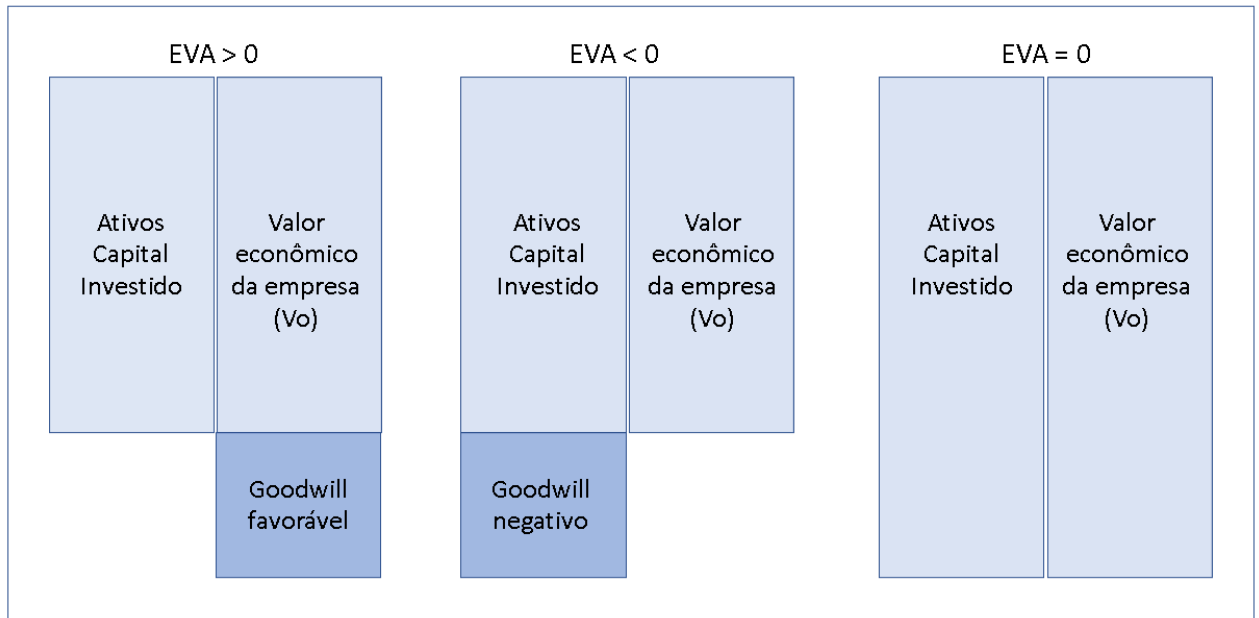 EVA > 0
Ativos
Capital
Investido
Valor
econômico
da empresa
(Vo)
Goodwill
favorável
EVA < 0
Ativos
Capital
Investido
Valor
econômico
da empresa
(Vo)
Goodwill
negativo
EVA = 0
Ativos
Capital
Investido
Valor
econômico
da empresa
(Vo)